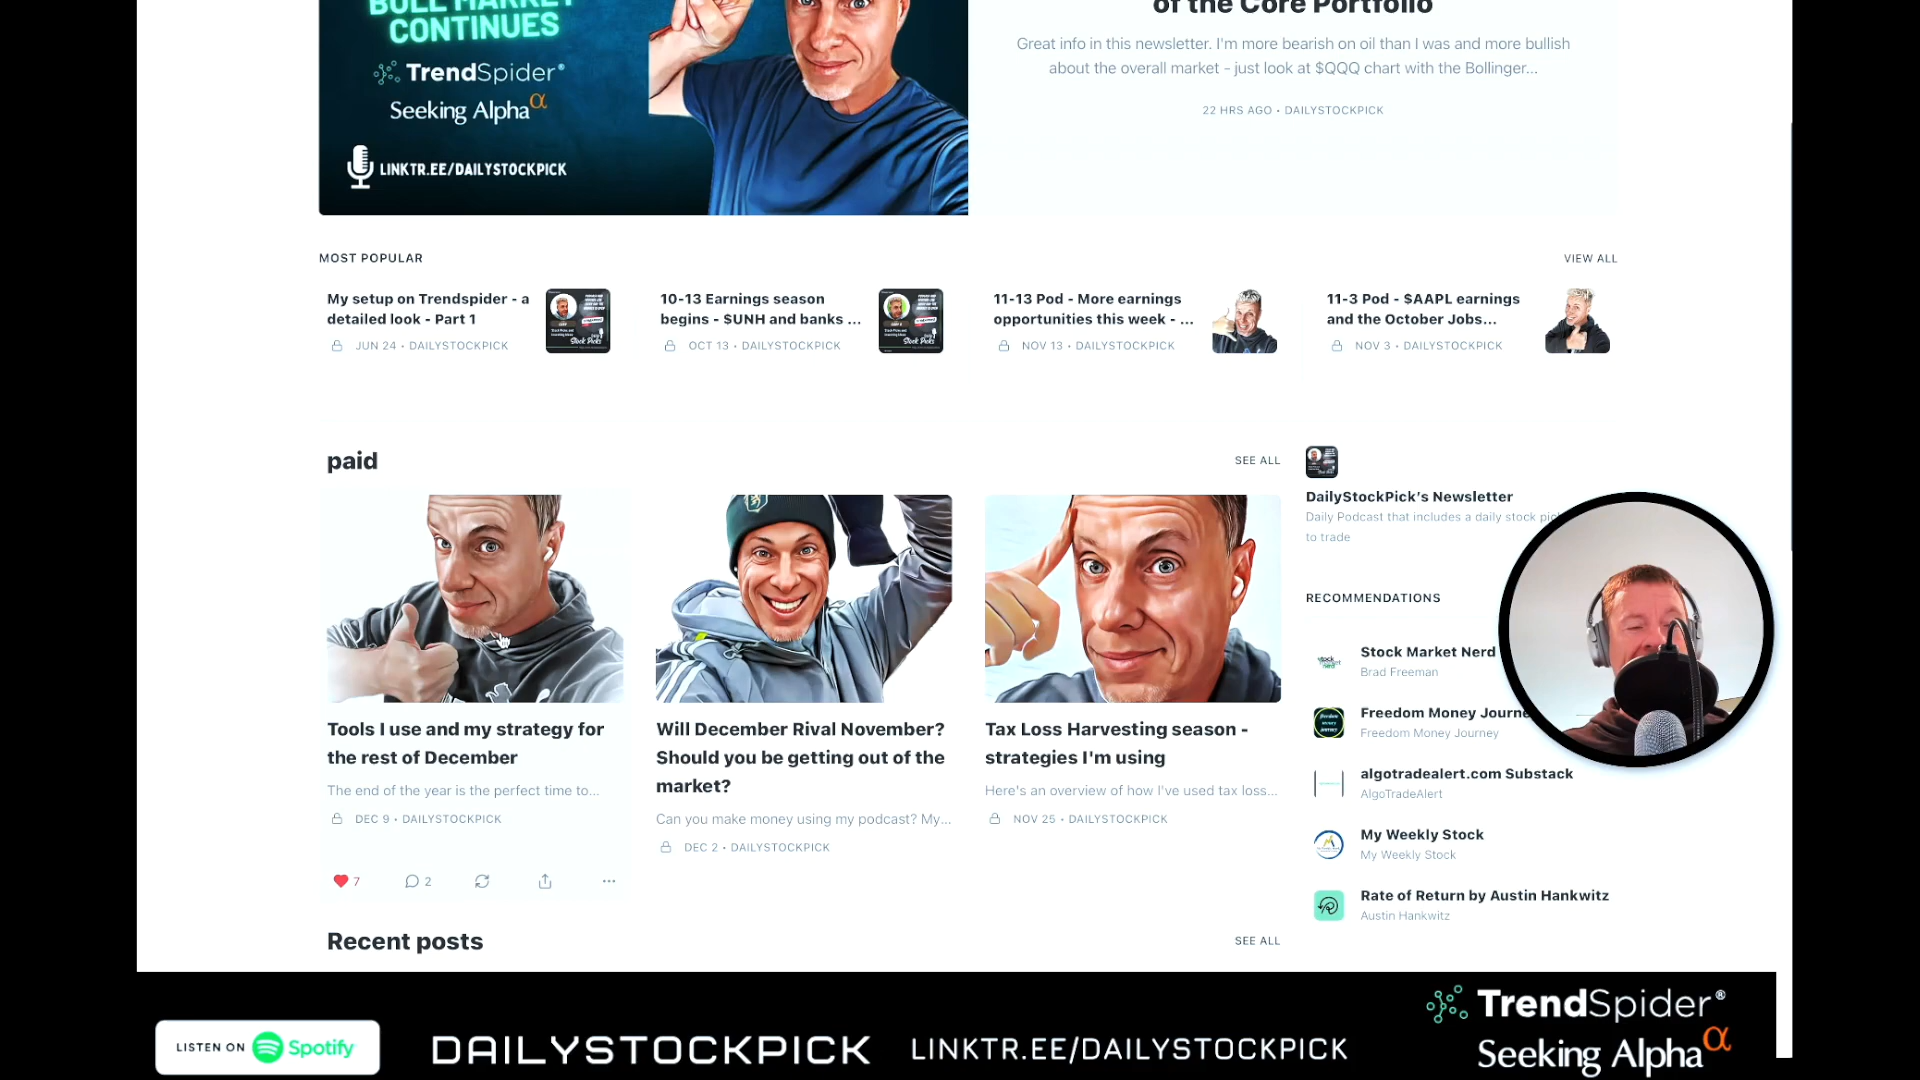 BULL MARKET
CONTINUES
TrendSpider®
Seeking Alphaα
LINKTR.EE/DAILYSTOCKPICK
of the Core Portfolio
Great info in this newsletter. I'm more bearish on oil than I was and more bullish
about the overall market - just look at $QQQ chart with the Bollinger...
22 HRS AGO • DAILYSTOCKPICK
MOST POPULAR
VIEW ALL
My setup on Trendspider - a
detailed look - Part 1
JUN 24 • DAILYSTOCKPICK
10-13 Earnings season
begins - $UNH and banks ...
OCT 13 • DAILYSTOCKPICK
11-13 Pod - More earnings
opportunities this week - ...
NOV 13 • DAILYSTOCKPICK
11-3 Pod - $AAPL earnings
and the October Jobs...
NOV 3 • DAILYSTOCKPICK
paid
SEE ALL
Tools I use and my strategy for
the rest of December
The end of the year is the perfect time to...
DEC 9 • DAILYSTOCKPICK
7
2
Will December Rival November?
Should you be getting out of the
market?
Can you make money using my podcast? My...
DEC 2 • DAILYSTOCKPICK
Tax Loss Harvesting season -
strategies I'm using
Here's an overview of how I've used tax loss...
NOV 25 • DAILYSTOCKPICK
DailyStockPick's Newsletter
Daily Podcast that includes a daily stock
to trade
RECOMMENDATIONS
Stock Market Nerd
Brad Freeman
Freedom Money
Freedom Money Journey
algotradealert.com Substack
AlgoTradeAlert
My Weekly Stock
My Weekly Stock
Rate of Return by Austin Hankwitz
Austin Hankwitz
Recent posts
SEE ALL
LISTEN ON Spotify
DAILYSTOCKPICK
LINKTR.EE/DAILYSTOCKPICK
TrendSpider®
Seeking Alphaα